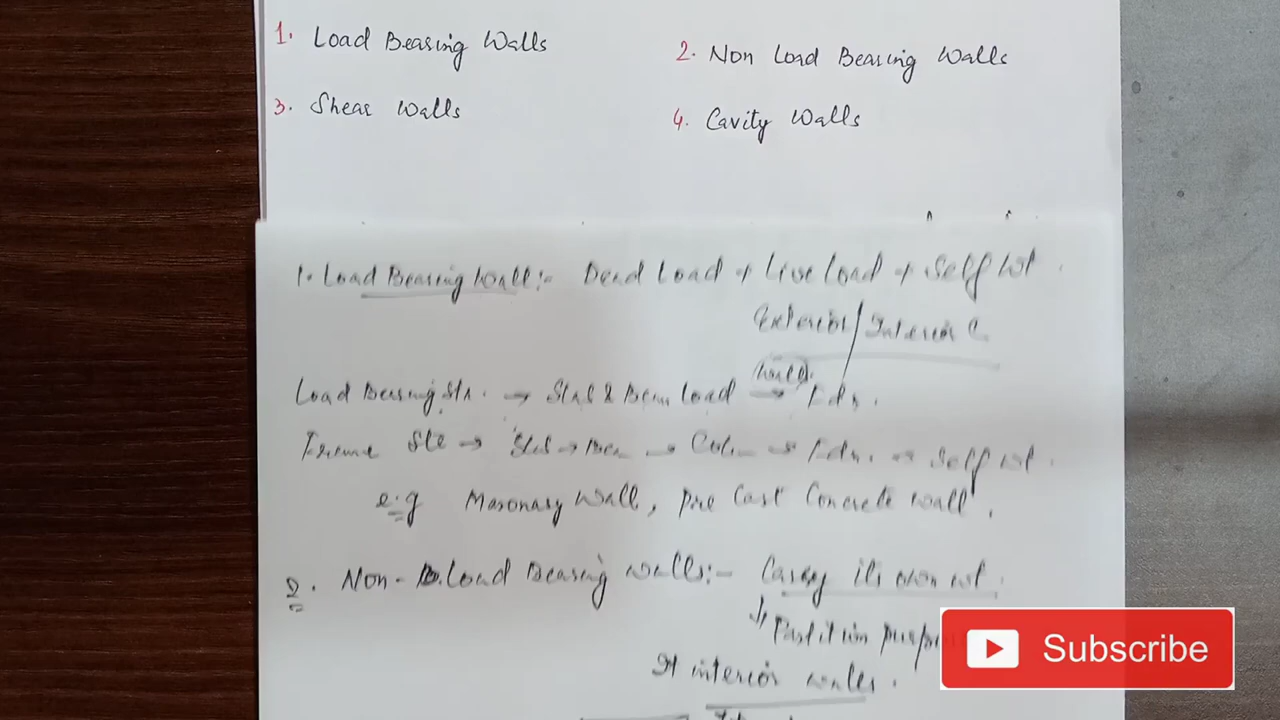 1. Load Bearing Walls
2. Non Load Bearing Walls
3. Shear Walls
4. Cavity Walls
1. Load Bearing Wall:- Dead Load + Live Load + Self Wt.
Exterior/Interior
Load Bearing Str. → Slab & Beam Load → Fdn.
Wall
Frame Str → Slab → Beam → Colum → Fdn. → Self wt.
e.g Masonary Wall, Pre Cast Concrete wall.
2. Non-Load Bearing walls:- Carry its own wt.
↓ Partition
It interior walls.
Subscribe